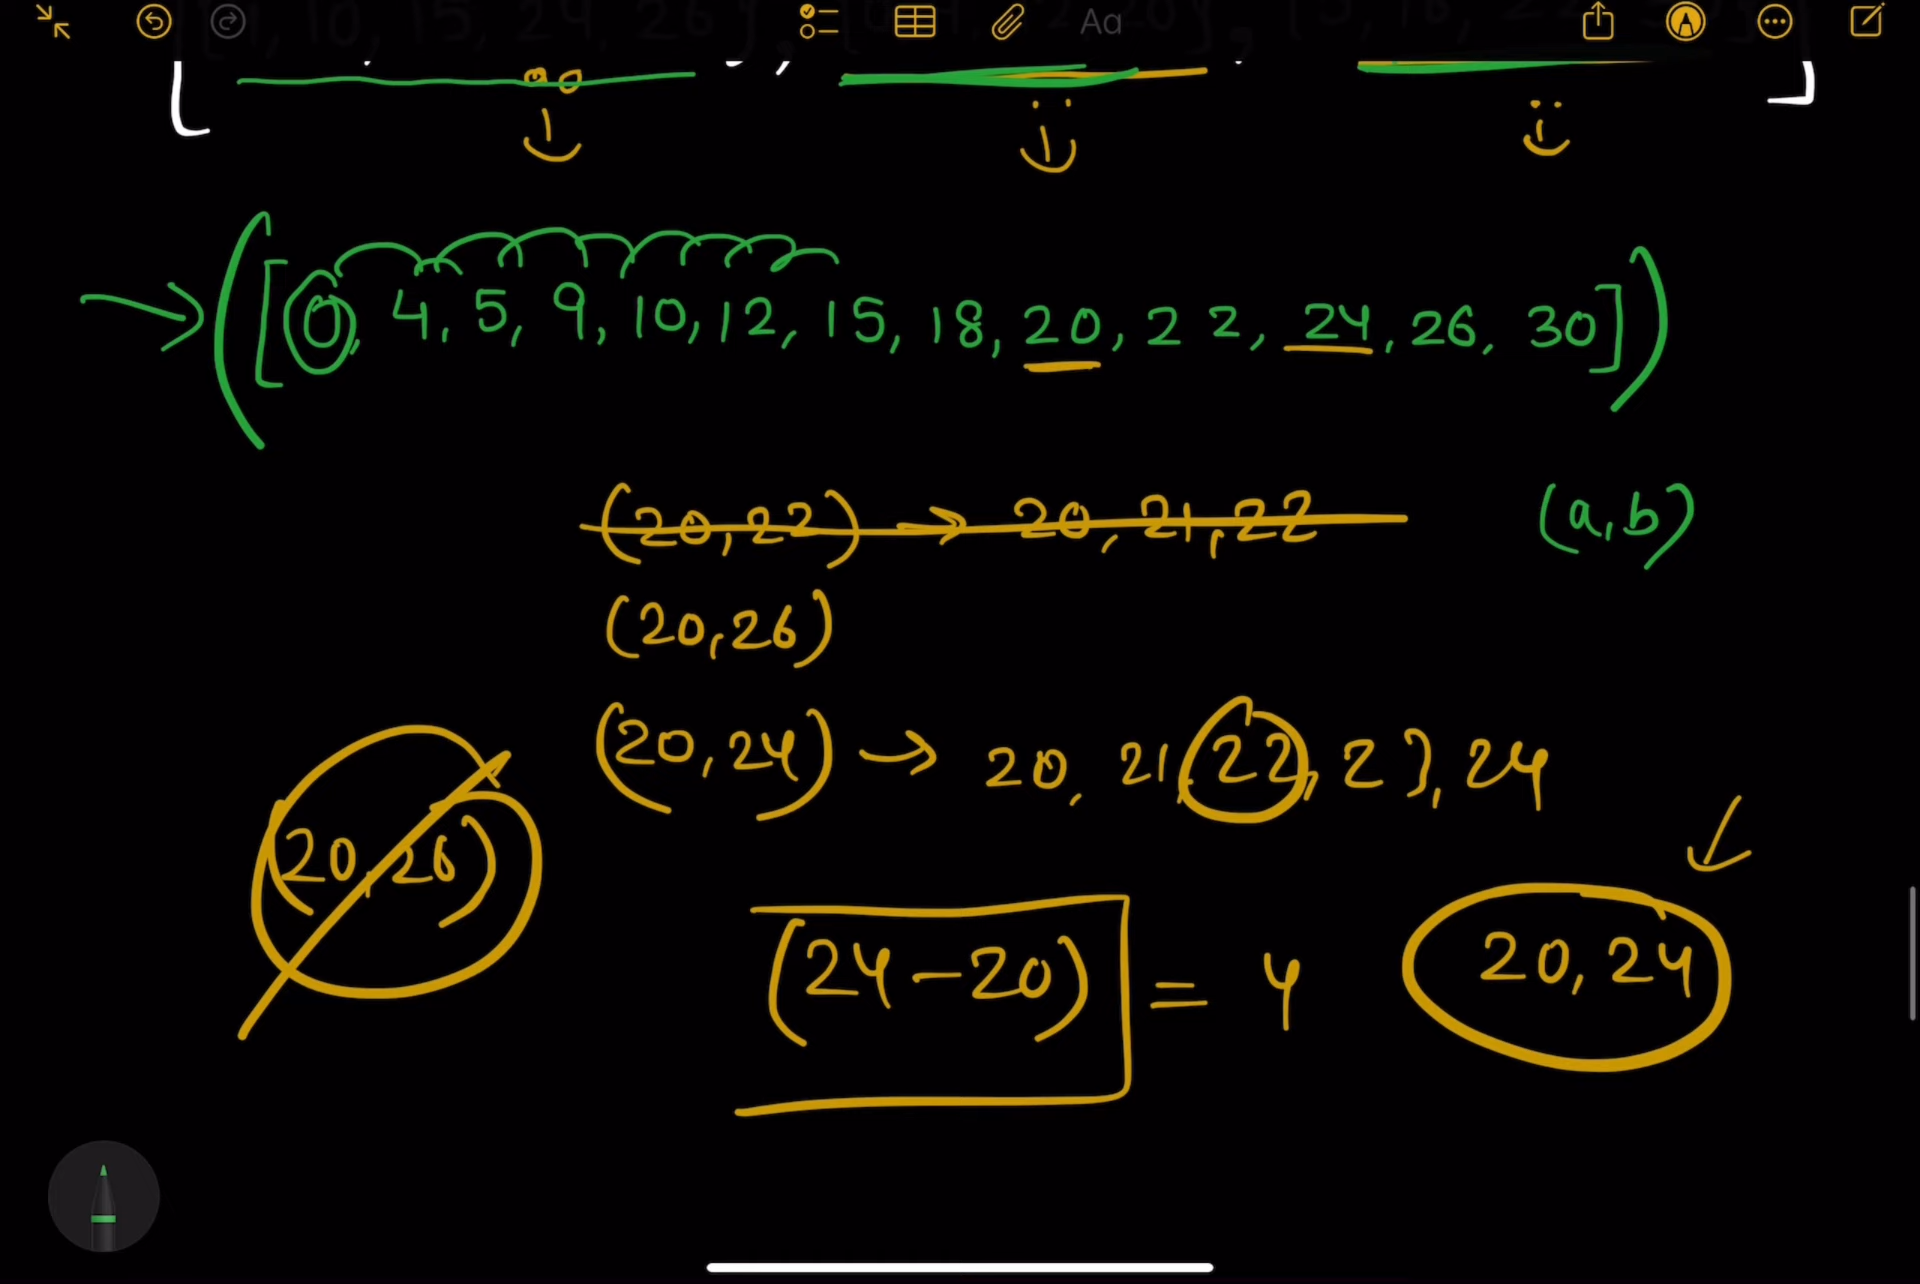 Aa
([0, 4, 5, 9, 10, 12, 15, 18, 20, 22, 24, 26, 30])
(20,22) → 20, 21, 22
(a,b)
(20,26)
(20,24) → 20, 21, 22, 23, 24
(20,26)
(24-20) = 4
20, 24